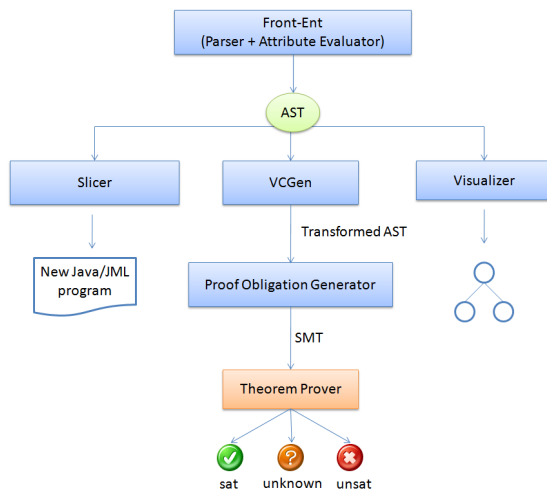 Front-Ent
(Parser + Attribute Evaluator)
AST
Slicer
VCGen
Visualizer
Transformed AST
New Java/JML
program
Proof Obligation Generator
SMT
Theorem Prover
?
sat
unknown
unsat